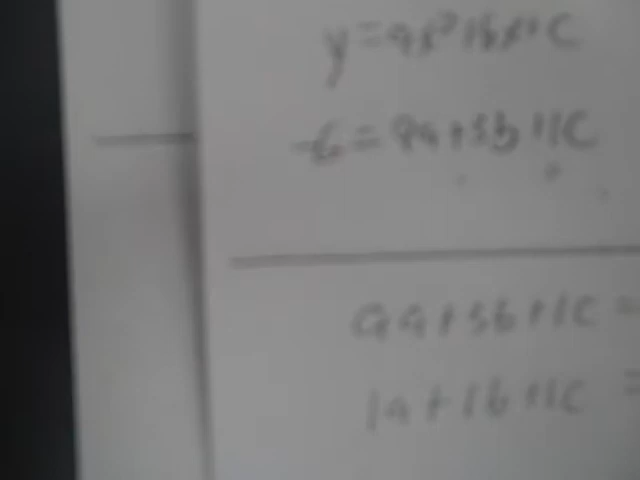 y = ax² + bx + C
-6 = 9a + 3b + 1C
9a + 3b + 1C =
1a + 1b + 1C =